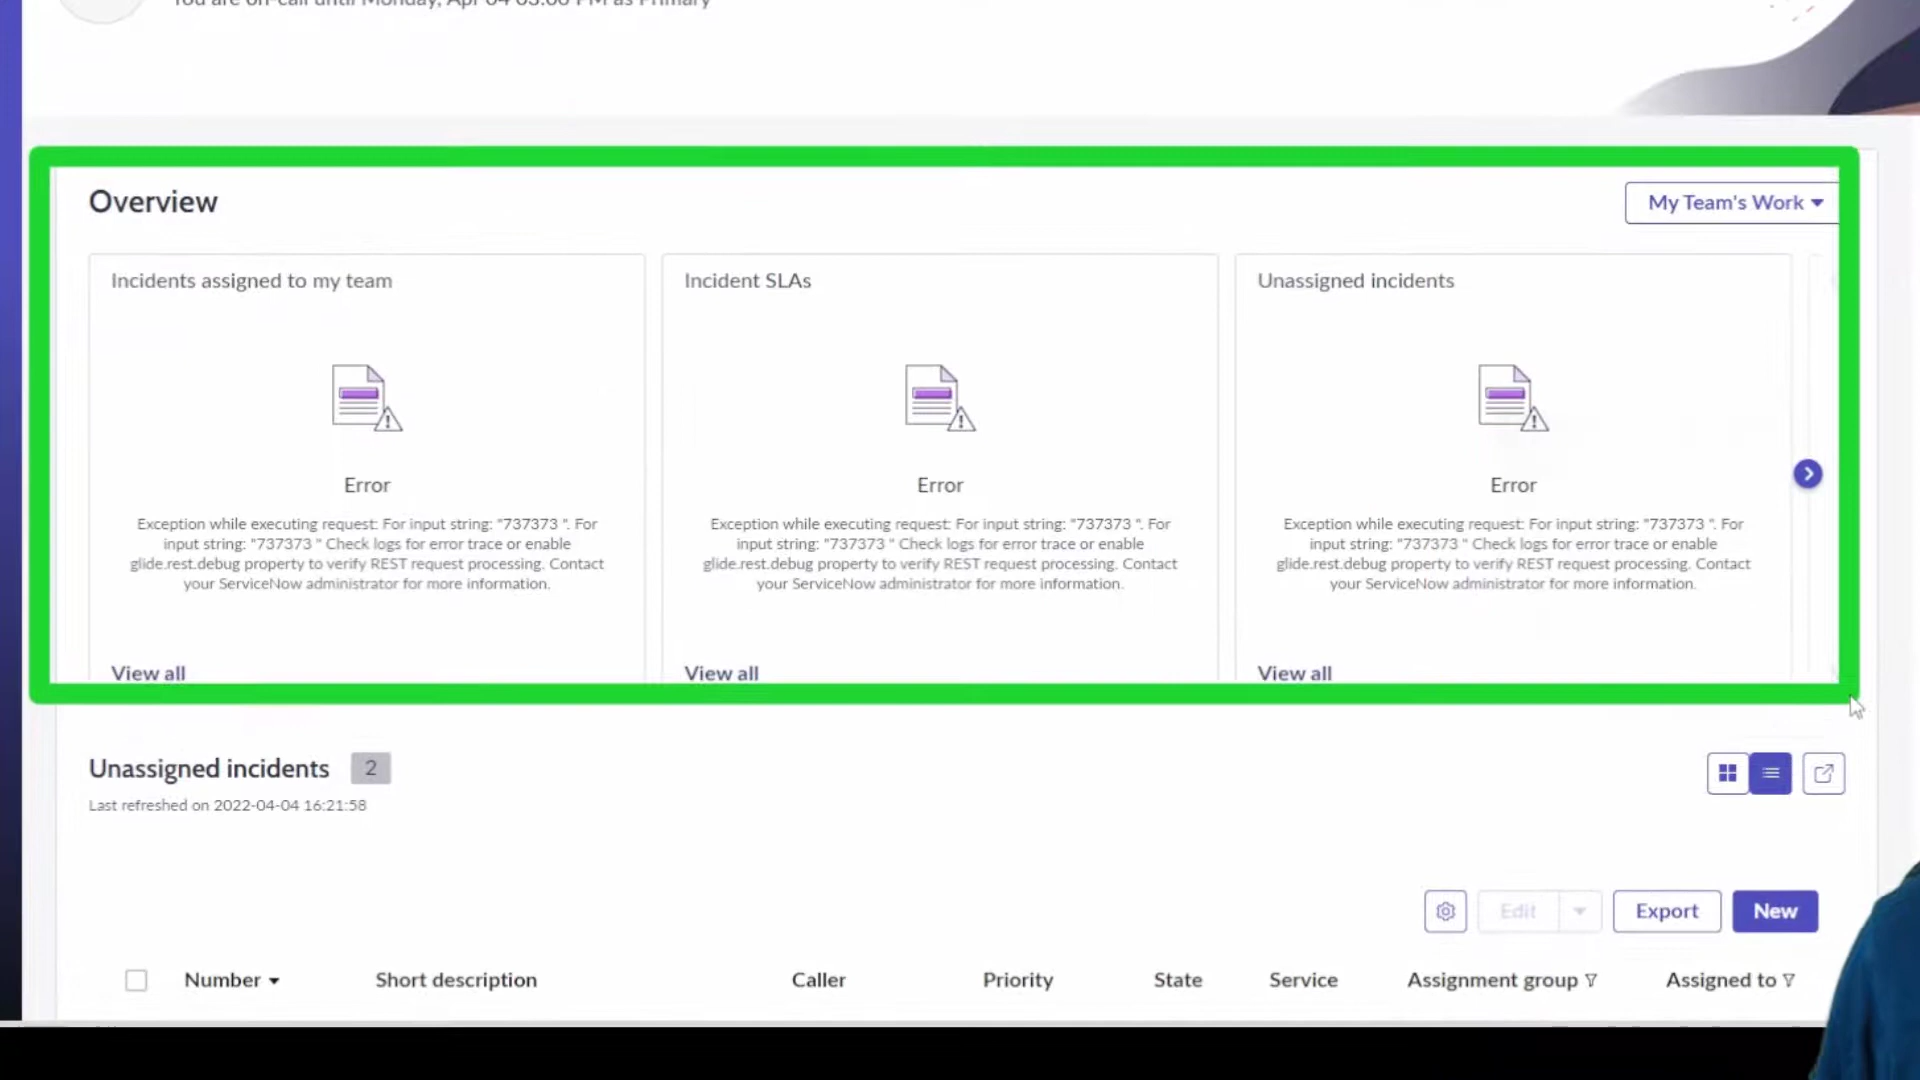 You are on-call until Monday, Apr 04 03:00 PM as Primary
Overview
My Team's Work
Incidents assigned to my team
Error
Exception while executing request: For input string: "737373 ". For
input string: "737373 " Check logs for error trace or enable
glide.rest.debug property to verify REST request processing. Contact
your ServiceNow administrator for more information.
View all
Incident SLAs
Error
Exception while executing request: For input string: "737373 ". For
input string: "737373 " Check logs for error trace or enable
glide.rest.debug property to verify REST request processing. Contact
your ServiceNow administrator for more information.
View all
Unassigned incidents
Error
Exception while executing request: For input string: "737373 ". For
input string: "737373 " Check logs for error trace or enable
glide.rest.debug property to verify REST request processing. Contact
your ServiceNow administrator for more information.
View all
Unassigned incidents 2
Last refreshed on 2022-04-04 16:21:58
Edit Export New
Number Short description Caller Priority State Service Assignment group Assigned to